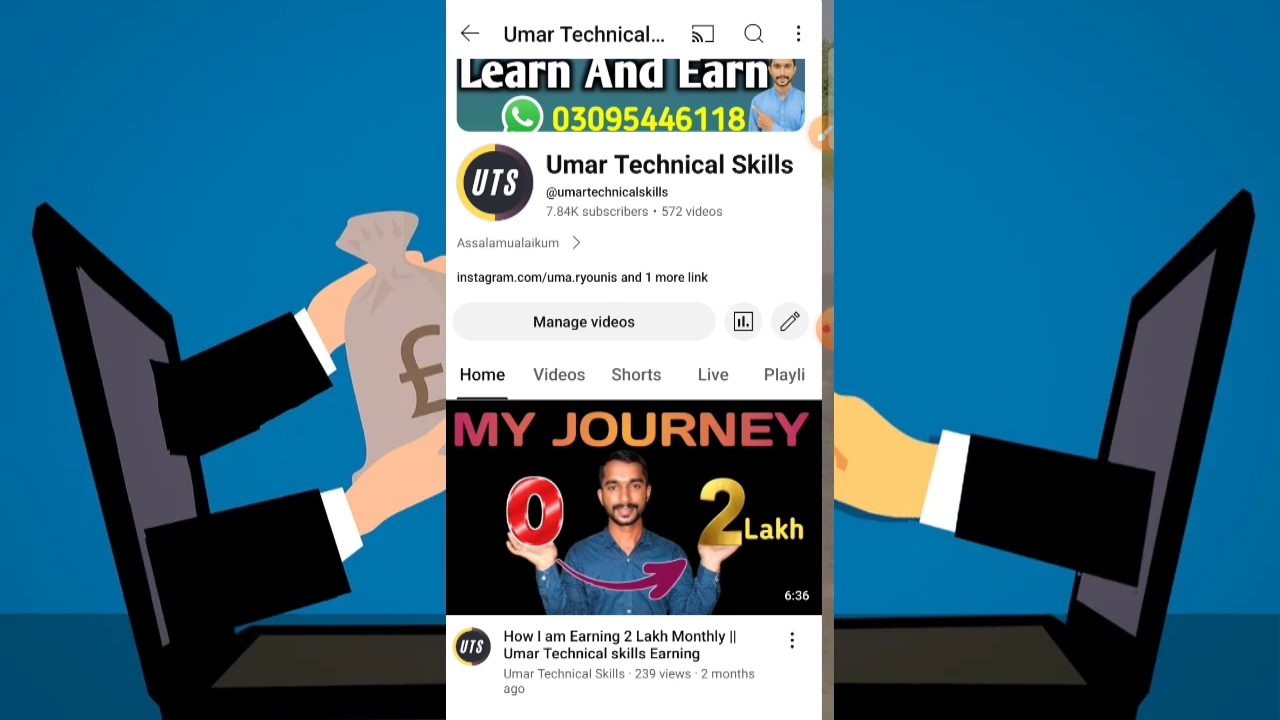 Umar Technical...
Learn And Earn
03095446118
UTS
Umar Technical Skills
@umartechnicalskills
7.84K subscribers • 572 videos
Assalamualaikum
instagram.com/uma.ryounis and 1 more link
Manage videos
Home Videos Shorts Live Playli
MY JOURNEY
0 2 Lakh
6:36
UTS
How I am Earning 2 Lakh Monthly ||
Umar Technical skills Earning
Umar Technical Skills · 239 views · 2 months
ago
£